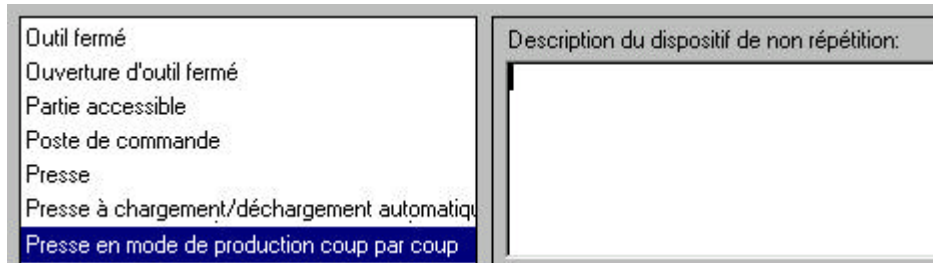 Outil fermé
Ouverture d'outil fermé
Partie accessible
Poste de commande
Presse
Presse à chargement/déchargement automatiqu
Presse en mode de production coup par coup
Description du dispositif de non répétition: